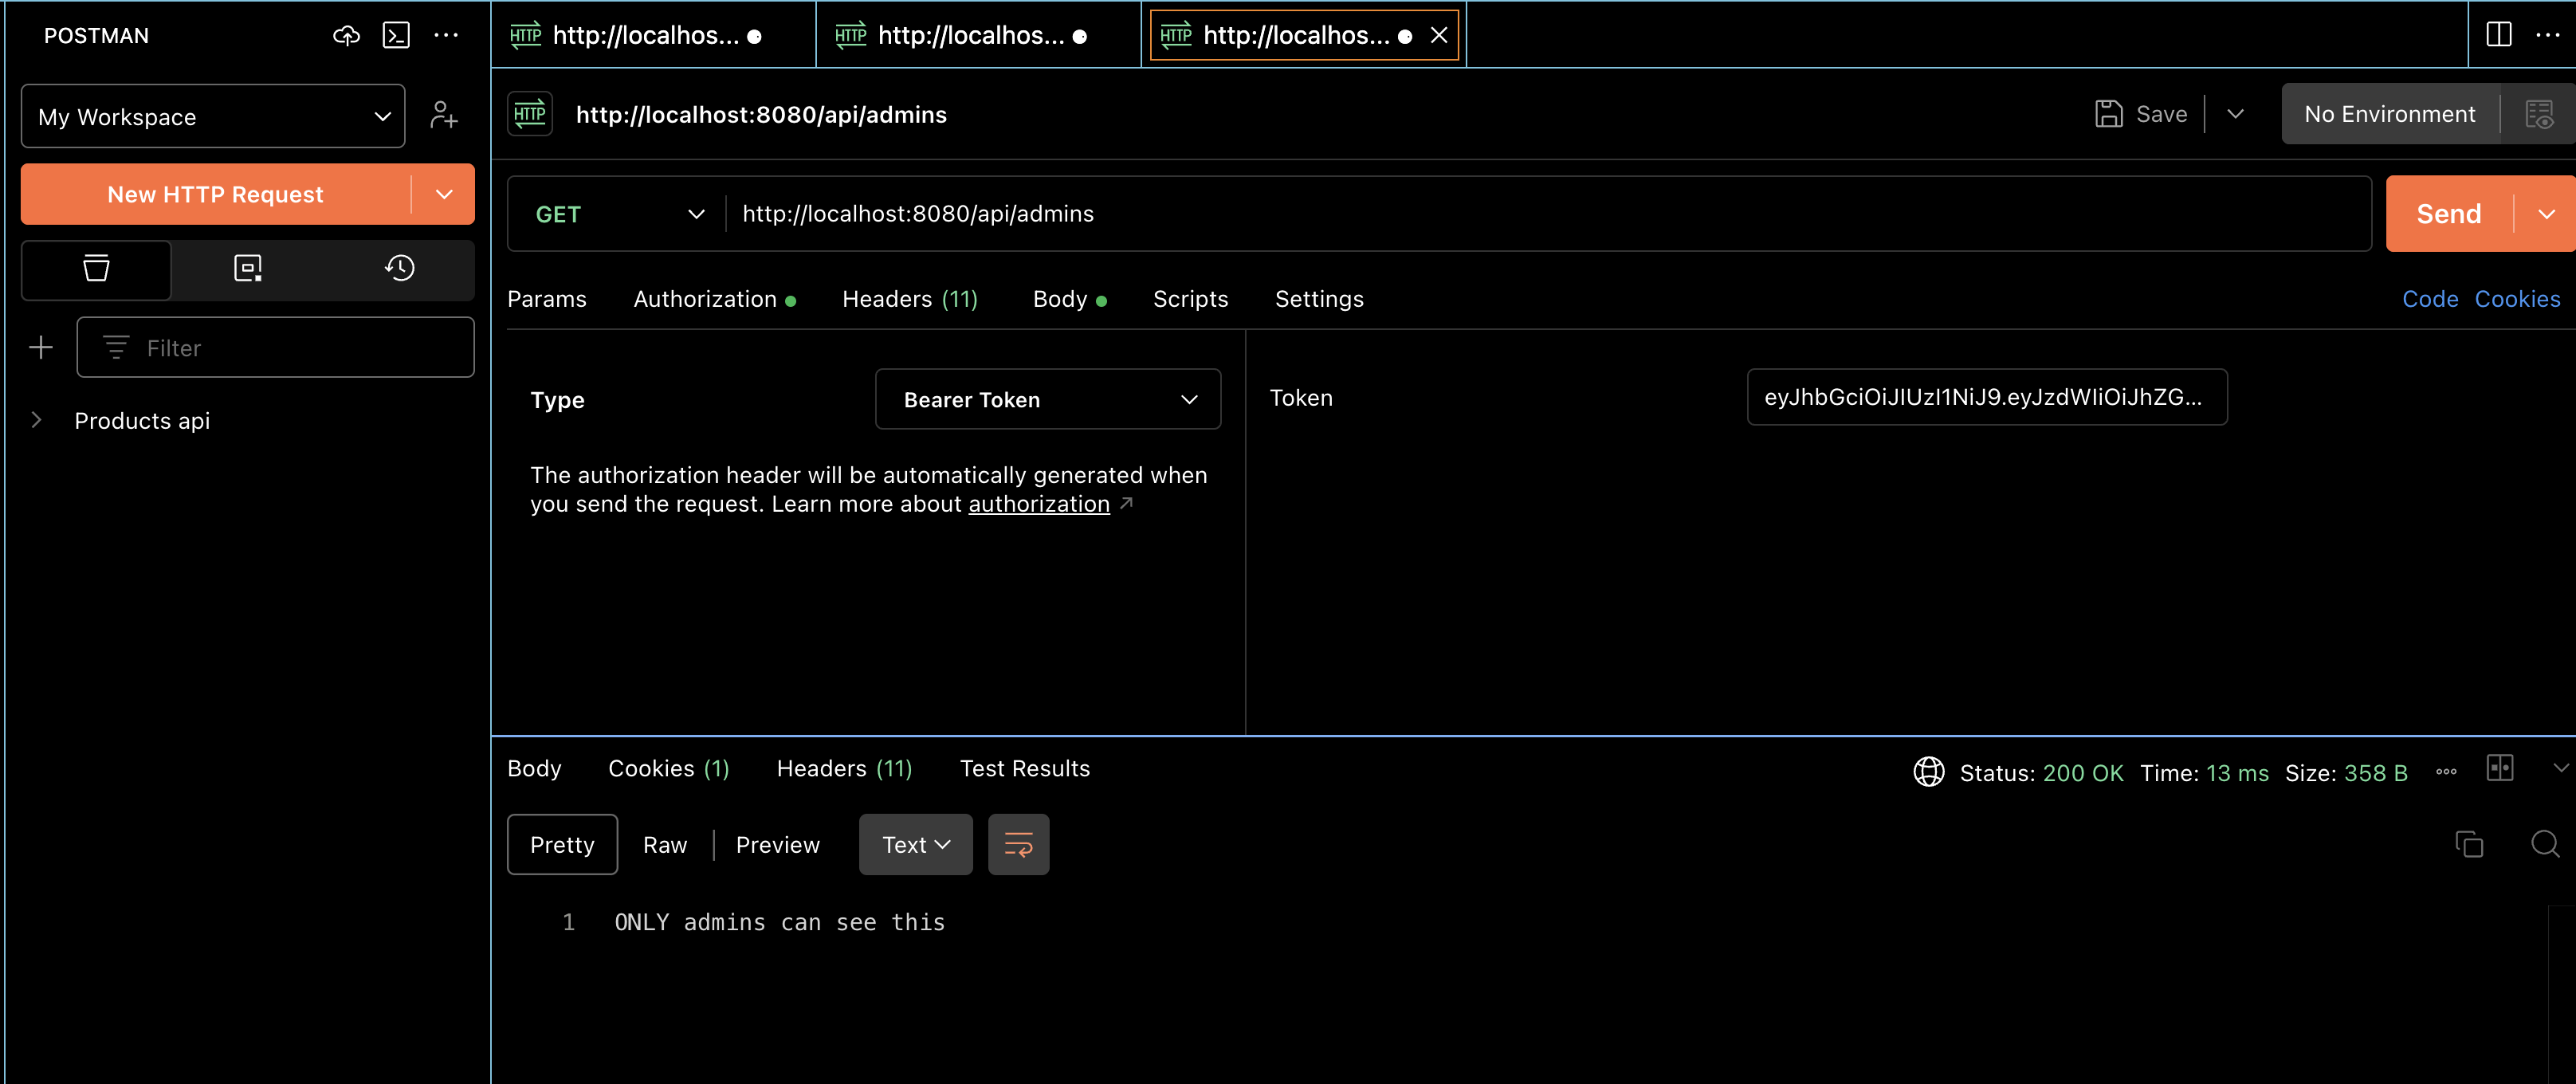 POSTMAN
My Workspace
New HTTP Request
Filter
Products api
HTTP http://localhos...
HTTP http://localhos...
HTTP http://localhos...
HTTP http://localhost:8080/api/admins
Save
No Environment
GET http://localhost:8080/api/admins
Send
Params Authorization Headers (11) Body Scripts Settings
Code Cookies
Type Bearer Token
The authorization header will be automatically generated when
you send the request. Learn more about authorization ↗
Token eyJhbGciOiJIUzI1NiJ9.eyJzdWIiOiJhZG...
Body Cookies (1) Headers (11) Test Results
Status: 200 OK Time: 13 ms Size: 358 B
Pretty Raw Preview Text
1 ONLY admins can see this